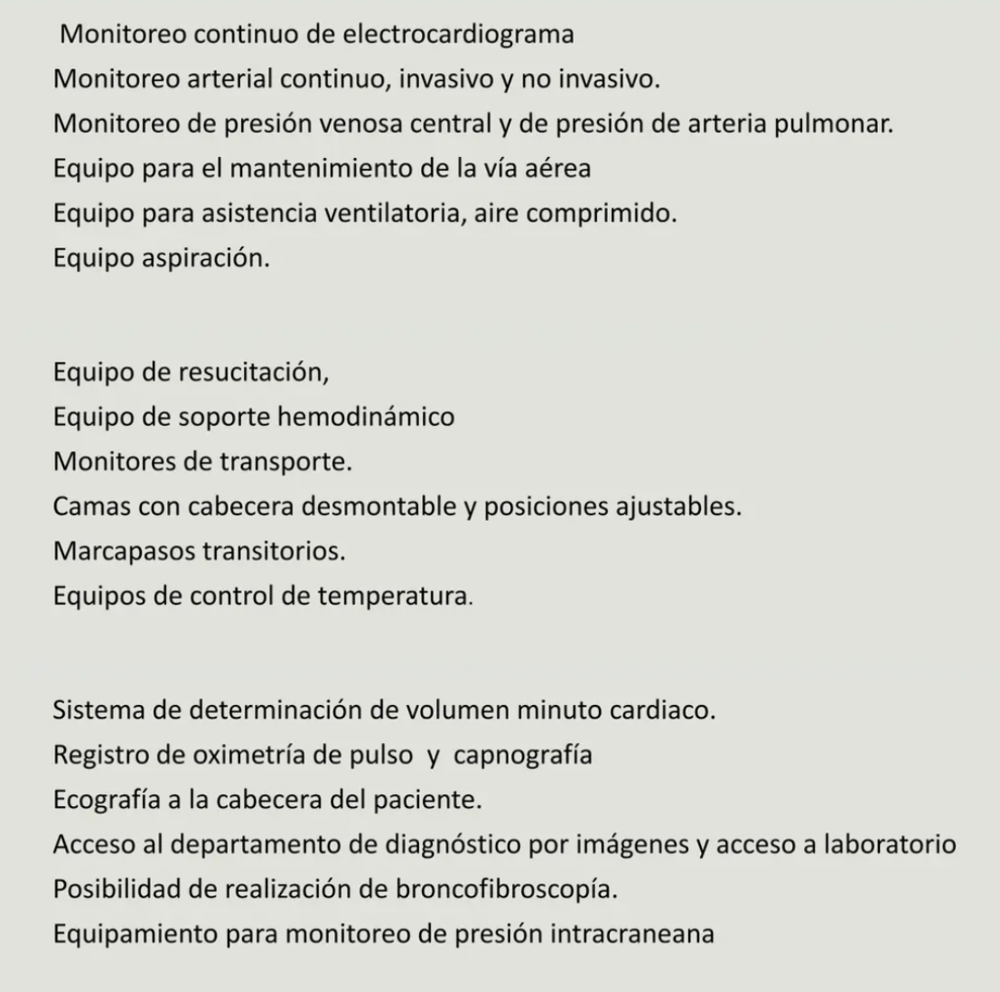 Monitoreo continuo de electrocardiograma
Monitoreo arterial continuo, invasivo y no invasivo.
Monitoreo de presión venosa central y de presión de arteria pulmonar.
Equipo para el mantenimiento de la vía aérea
Equipo para asistencia ventilatoria, aire comprimido.
Equipo aspiración.
Equipo de resucitación,
Equipo de soporte hemodinámico
Monitores de transporte.
Camas con cabecera desmontable y posiciones ajustables.
Marcapasos transitorios.
Equipos de control de temperatura.
Sistema de determinación de volumen minuto cardiaco.
Registro de oximetría de pulso y capnografía
Ecografía a la cabecera del paciente.
Acceso al departamento de diagnóstico por imágenes y acceso a laboratorio
Posibilidad de realización de broncofibroscopía.
Equipamiento para monitoreo de presión intracraneana